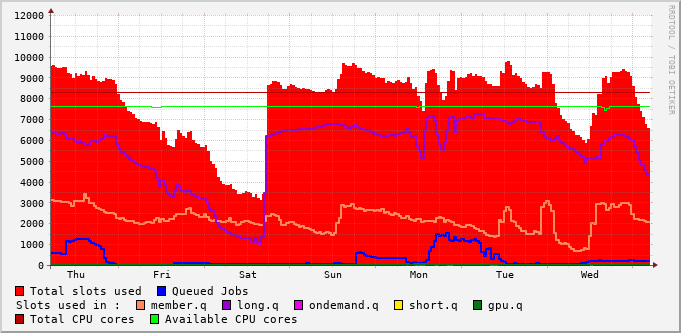 12000
11000
10000
9000
8000
7000
6000
5000
4000
3000
2000
1000
0
Thu Fri Sat Sun Mon Tue Wed
RRDTOOL / TOBI OETIKER
Total slots used Queued Jobs
Slots used in : member.q long.q ondemand.q short.q gpu.q
Total CPU cores Available CPU cores